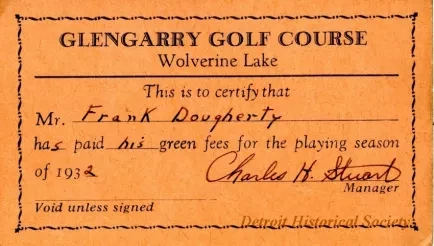 GLENGARRY GOLF COURSE
Wolverine Lake
This is to certify that
Mr. Frank Dougherty
has paid his green fees for the playing season
of 1932 Charles H. Stuart
Manager
Void unless signed
Detroit Historical Society